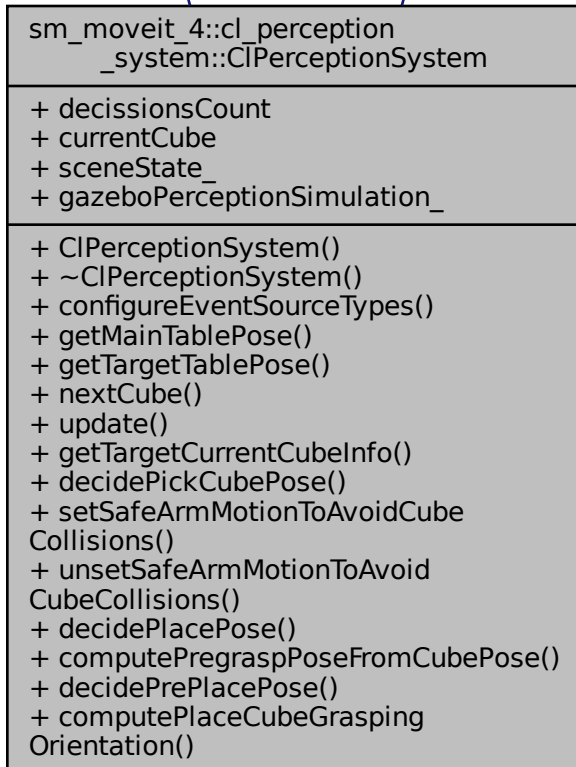 sm_moveit_4::cl_perception
_system::ClPerceptionSystem
+ decissionsCount
+ currentCube
+ sceneState_
+ gazeboPerceptionSimulation_
+ ClPerceptionSystem()
+ ~ClPerceptionSystem()
+ configureEventSourceTypes()
+ getMainTablePose()
+ getTargetTablePose()
+ nextCube()
+ update()
+ getTargetCurrentCubeInfo()
+ decidePickCubePose()
+ setSafeArmMotionToAvoidCube
Collisions()
+ unsetSafeArmMotionToAvoid
CubeCollisions()
+ decidePlacePose()
+ computePregraspPoseFromCubePose()
+ decidePrePlacePose()
+ computePlaceCubeGrasping
Orientation()